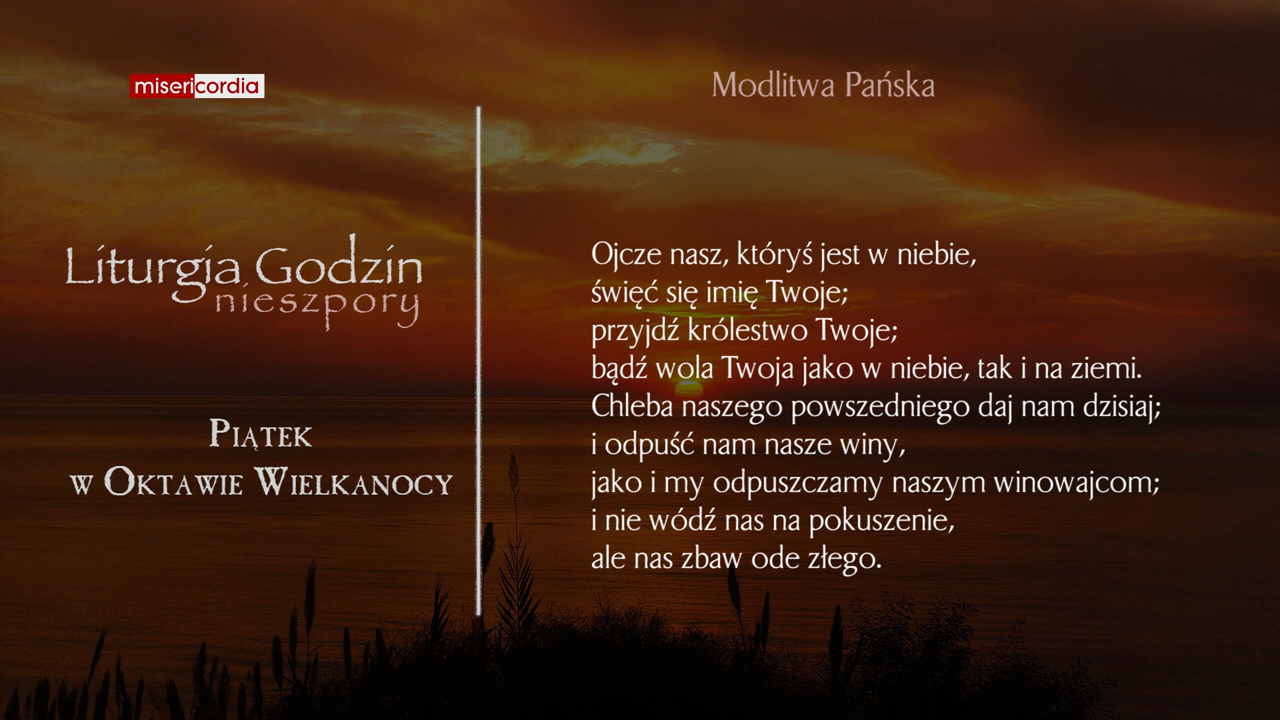 misericordia
Liturgia Godzin
nieszpory
Piątek
w Oktawie Wielkanocy
Modlitwa Pańska
Ojcze nasz, któryś jest w niebie,
święć się imię Twoje;
przyjdź królestwo Twoje;
bądź wola Twoja jako w niebie, tak i na ziemi.
Chleba naszego powszedniego daj nam dzisiaj;
i odpuść nam nasze winy,
jako i my odpuszczamy naszym winowajcom;
i nie wódź nas na pokuszenie,
ale nas zbaw ode złego.